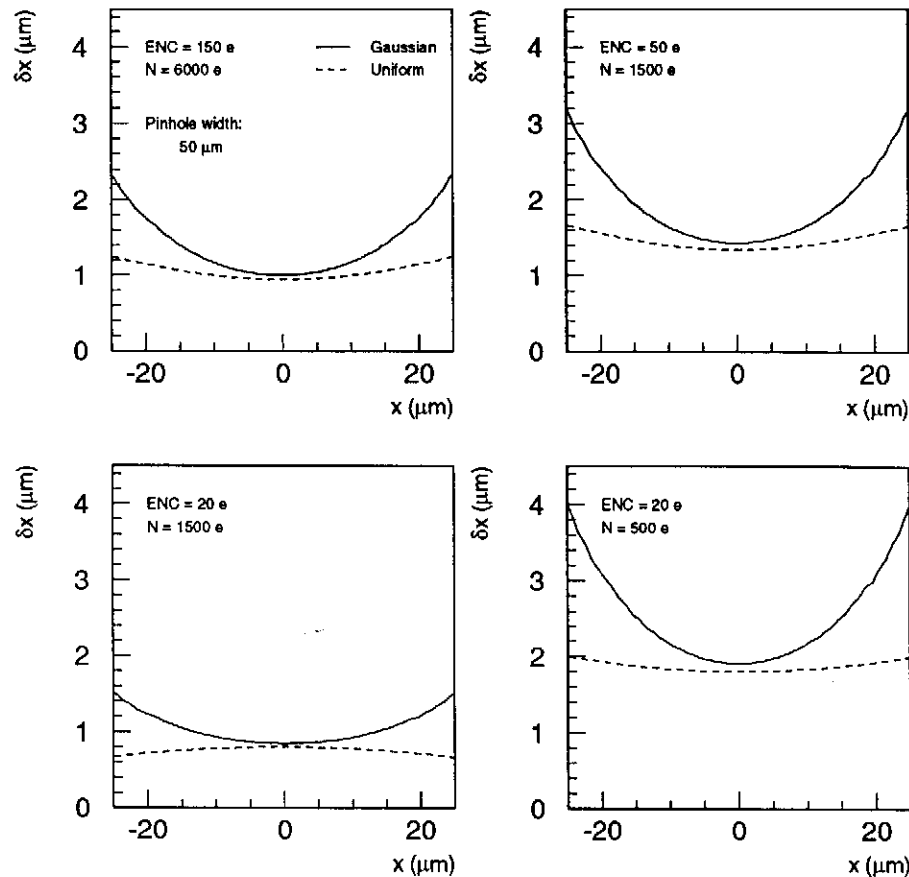 δx (μm)
4
3
2
1
0
ENC = 150 e
N = 6000 e
Gaussian
Uniform
Pinhole width:
50 μm
-20
0
20
x (μm)
δx (μm)
4
3
2
1
0
ENC = 50 e
N = 1500 e
-20
0
20
x (μm)
δx (μm)
4
3
2
1
0
ENC = 20 e
N = 1500 e
-20
0
20
x (μm)
δx (μm)
4
3
2
1
0
ENC = 20 e
N = 500 e
-20
0
20
x (μm)